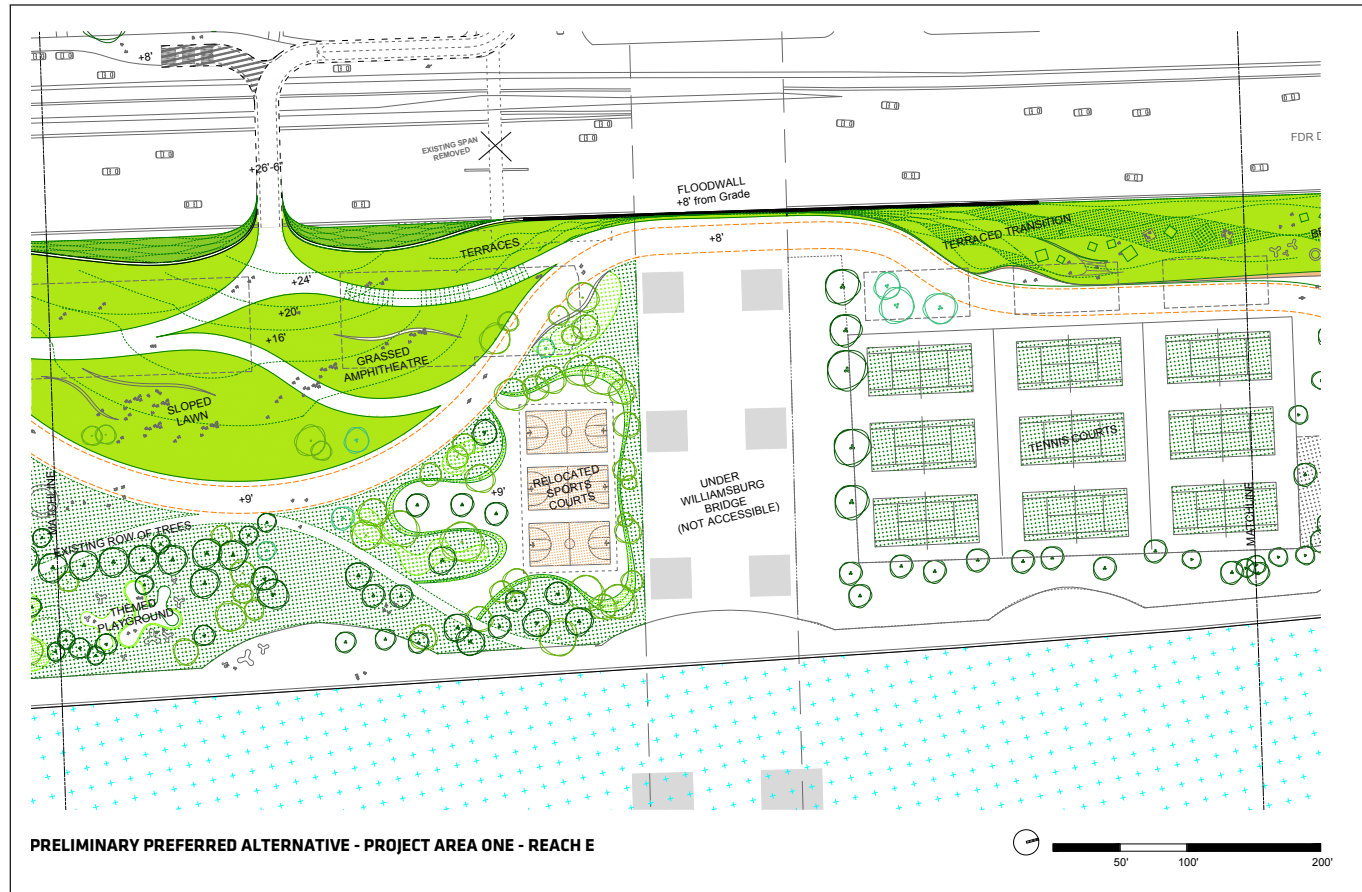 +8'
EXISTING SPAN
REMOVED
FDR D
+26'-6"
FLOODWALL
+8' from Grade
+8'
TERRACES
TERRACED TRANSITION
BE
+24'
+20'
+16'
GRASSED
AMPHITHEATRE
SLOPED
LAWN
RELOCATED
SPORTS
COURTS
TENNIS COURTS
UNDER
WILLIAMSBURG
BRIDGE
(NOT ACCESSIBLE)
+9'
+9'
MATCHLINE
MATCHLINE
EXISTING ROW OF TREES
THEMED
PLAYGROUND
PRELIMINARY PREFERRED ALTERNATIVE - PROJECT AREA ONE - REACH E
50' 100' 200'